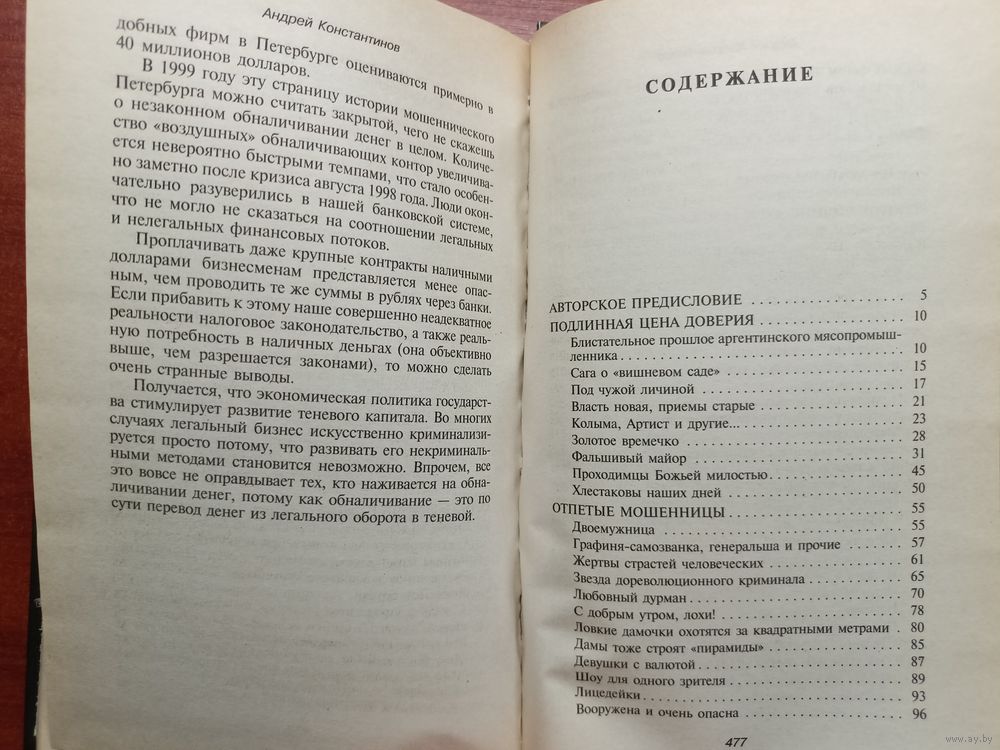 Андрей Константинов
добных фирм в Петербурге оцениваются примерно в
40 миллионов долларов.
В 1999 году эту страницу истории мошеннического
Петербурга можно считать закрытой, чего не скажешь
о незаконном обналичивании денег в целом. Количе-
ство «воздушных» обналичивающих контор увеличива-
ется невероятно быстрыми темпами, что стало особен-
но заметно после кризиса августа 1998 года. Люди окон-
чательно разуверились в нашей банковской системе,
что не могло не сказаться на соотношении легальных
и нелегальных финансовых потоков.
Проплачивать даже крупные контракты наличными
долларами бизнесменам представляется менее опас-
ным, чем проводить те же суммы в рублях через банки.
Если прибавить к этому наше совершенно неадекватное
реальности налоговое законодательство, а также реаль-
ную потребность в наличных деньгах (она объективно
выше, чем разрешается законами), то можно сделать
очень странные выводы.
Получается, что экономическая политика государст-
ва стимулирует развитие теневого капитала. Во многих
случаях легальный бизнес искусственно криминализи-
руется просто потому, что развивать его некриминаль-
ными методами становится невозможно. Впрочем, все
это вовсе не оправдывает тех, кто наживается на обна-
личивании денег, потому как обналичивание — это по
сути перевод денег из легального оборота в теневой.
СОДЕРЖАНИЕ
АВТОРСКОЕ ПРЕДИСЛОВИЕ . . . . . . . . . . . . . . . . . . 5
ПОДЛИННАЯ ЦЕНА ДОВЕРИЯ . . . . . . . . . . . . . . . . . 10
Блистательное прошлое аргентинского мясопромыш-
ленника . . . . . . . . . . . . . . . . . . . . . . . . . . . . . . . . . 10
Сага о «вишневом саде» . . . . . . . . . . . . . . . . . . . . . 15
Под чужой личиной . . . . . . . . . . . . . . . . . . . . . . . . 17
Власть новая, приемы старые . . . . . . . . . . . . . . . . . 21
Колыма, Артист и другие... . . . . . . . . . . . . . . . . . . . 23
Золотое времечко . . . . . . . . . . . . . . . . . . . . . . . . . 28
Фальшивый майор . . . . . . . . . . . . . . . . . . . . . . . . 31
Проходимцы Божьей милостью . . . . . . . . . . . . . . . . 45
Хлестаковы наших дней . . . . . . . . . . . . . . . . . . . . . 50
ОТПЕТЫЕ МОШЕННИЦЫ . . . . . . . . . . . . . . . . . . . . 55
Двоемужница . . . . . . . . . . . . . . . . . . . . . . . . . . . . 55
Графиня-самозванка, генеральша и прочие . . . . . . 57
Жертвы страстей человеческих . . . . . . . . . . . . . . . . 61
Звезда дореволюционного криминала . . . . . . . . . . . 65
Любовный дурман . . . . . . . . . . . . . . . . . . . . . . . . . 70
С добрым утром, лохи! . . . . . . . . . . . . . . . . . . . . . . 78
Ловкие дамочки охотятся за квадратными метрами . 80
Дамы тоже строят «пирамиды» . . . . . . . . . . . . . . . . 85
Девушки с валютой . . . . . . . . . . . . . . . . . . . . . . . . 87
Шоу для одного зрителя . . . . . . . . . . . . . . . . . . . . 89
Лицедейки . . . . . . . . . . . . . . . . . . . . . . . . . . . . . . 93
Вооружена и очень опасна . . . . . . . . . . . . . . . . . . . 96
477
www.ay.by